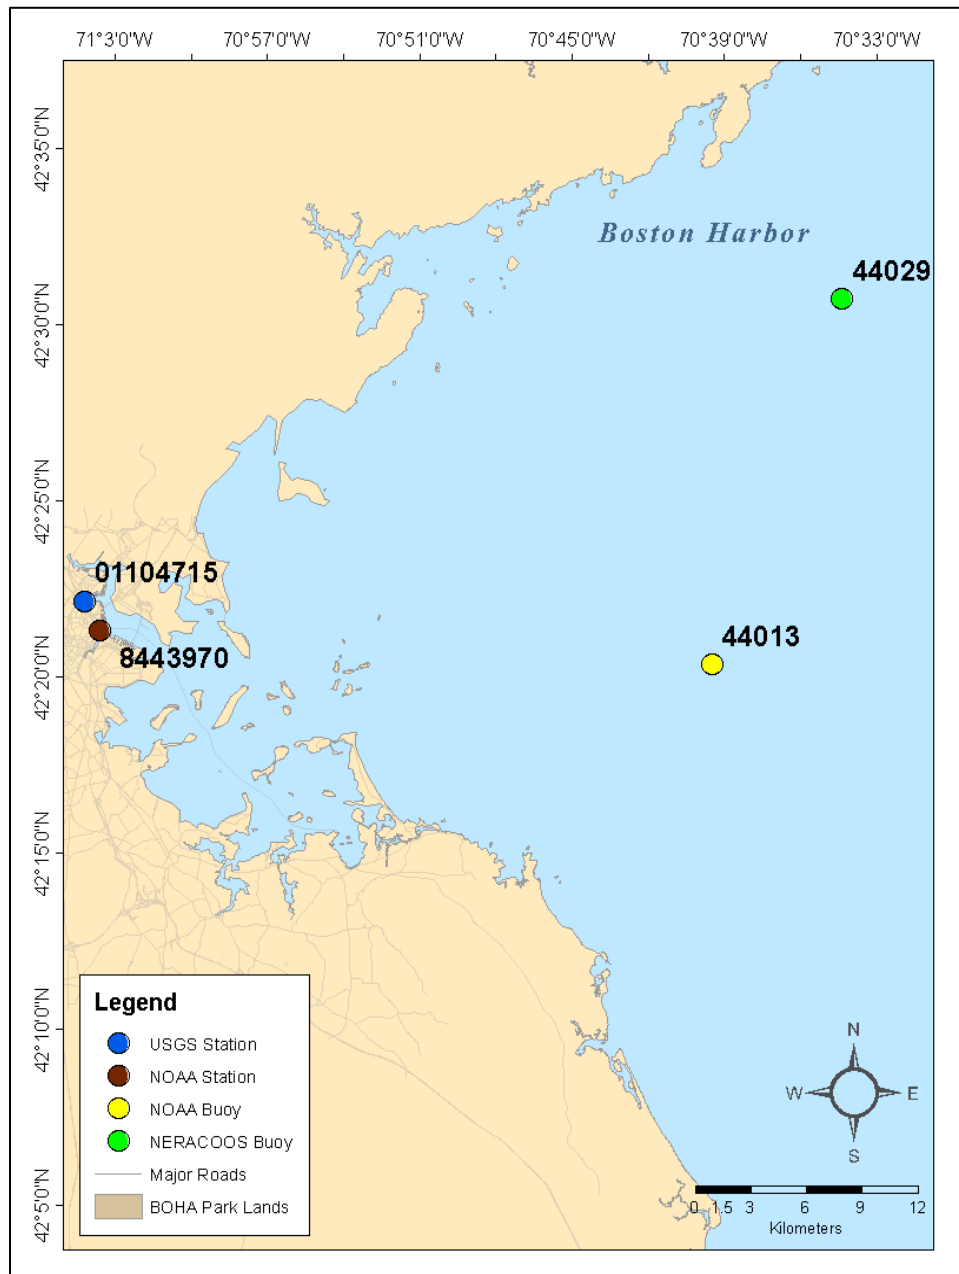 71°3'0"W 70°57'0"W 70°51'0"W 70°45'0"W 70°39'0"W 70°33'0"W
42°35'0"N
Boston Harbor
44029
42°30'0"N
42°25'0"N
01104715
8443970
44013
42°20'0"N
42°15'0"N
42°10'0"N
42°5'0"N
Legend
USGS Station
NOAA Station
NOAA Buoy
NERACOOS Buoy
Major Roads
BOHA Park Lands
N
W E
S
0 1.5 3 6 9 12
Kilometers